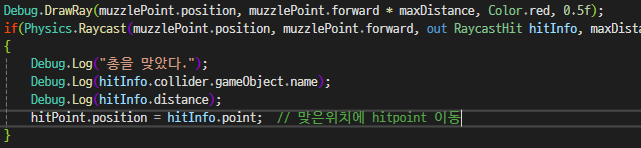 Debug.DrawRay(muzzlePoint.position, muzzlePoint.forward * maxDistance, Color.red, 0.5f);
if(Physics.Raycast(muzzlePoint.position, muzzlePoint.forward, out RaycastHit hitInfo, maxDista
{
Debug.Log("총을 맞았다.");
Debug.Log(hitInfo.collider.gameObject.name);
Debug.Log(hitInfo.distance);
hitPoint.position = hitInfo.point; // 맞은위치에 hitpoint 이동
}